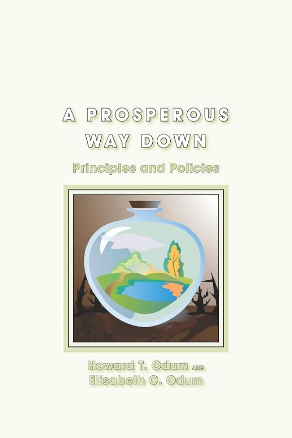 A PROSPEROUS
WAY DOWN
Principles and Policies
Howard T. Odum AND
Elisabeth C. Odum